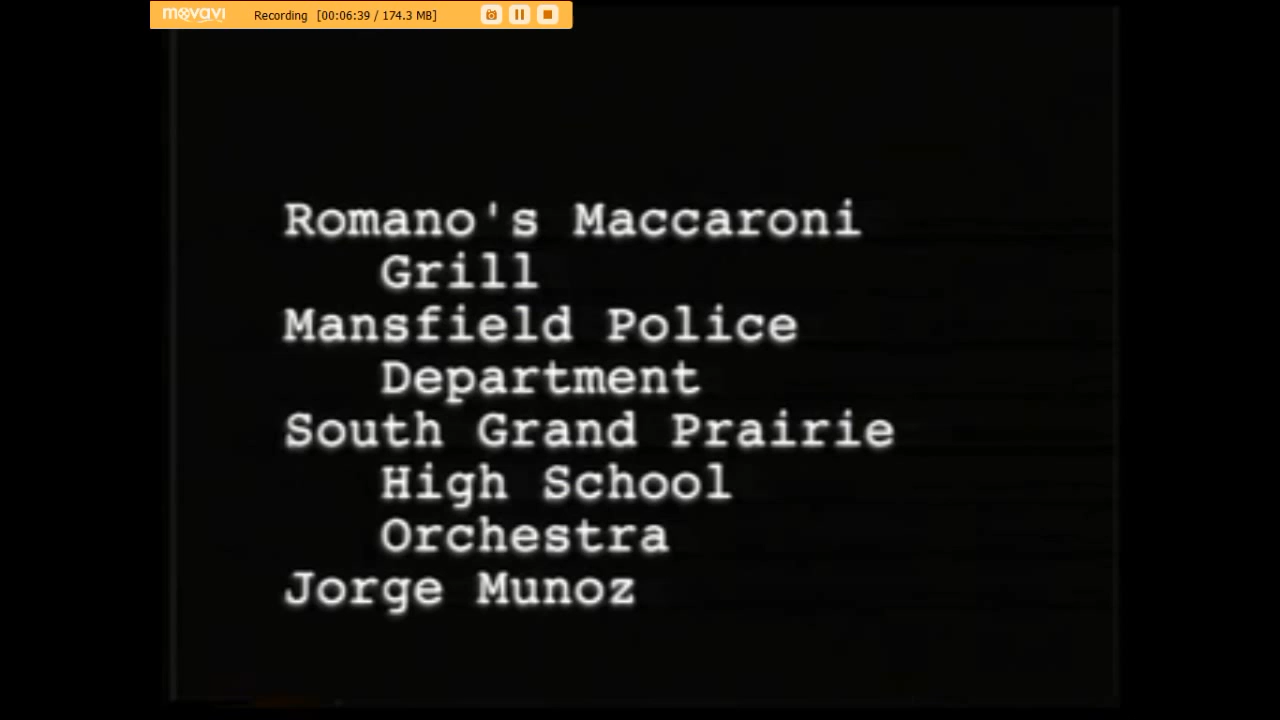 movavi Recording [00:06:39 / 174.3 MB]
Romano's Maccaroni
Grill
Mansfield Police
Department
South Grand Prairie
High School
Orchestra
Jorge Munoz